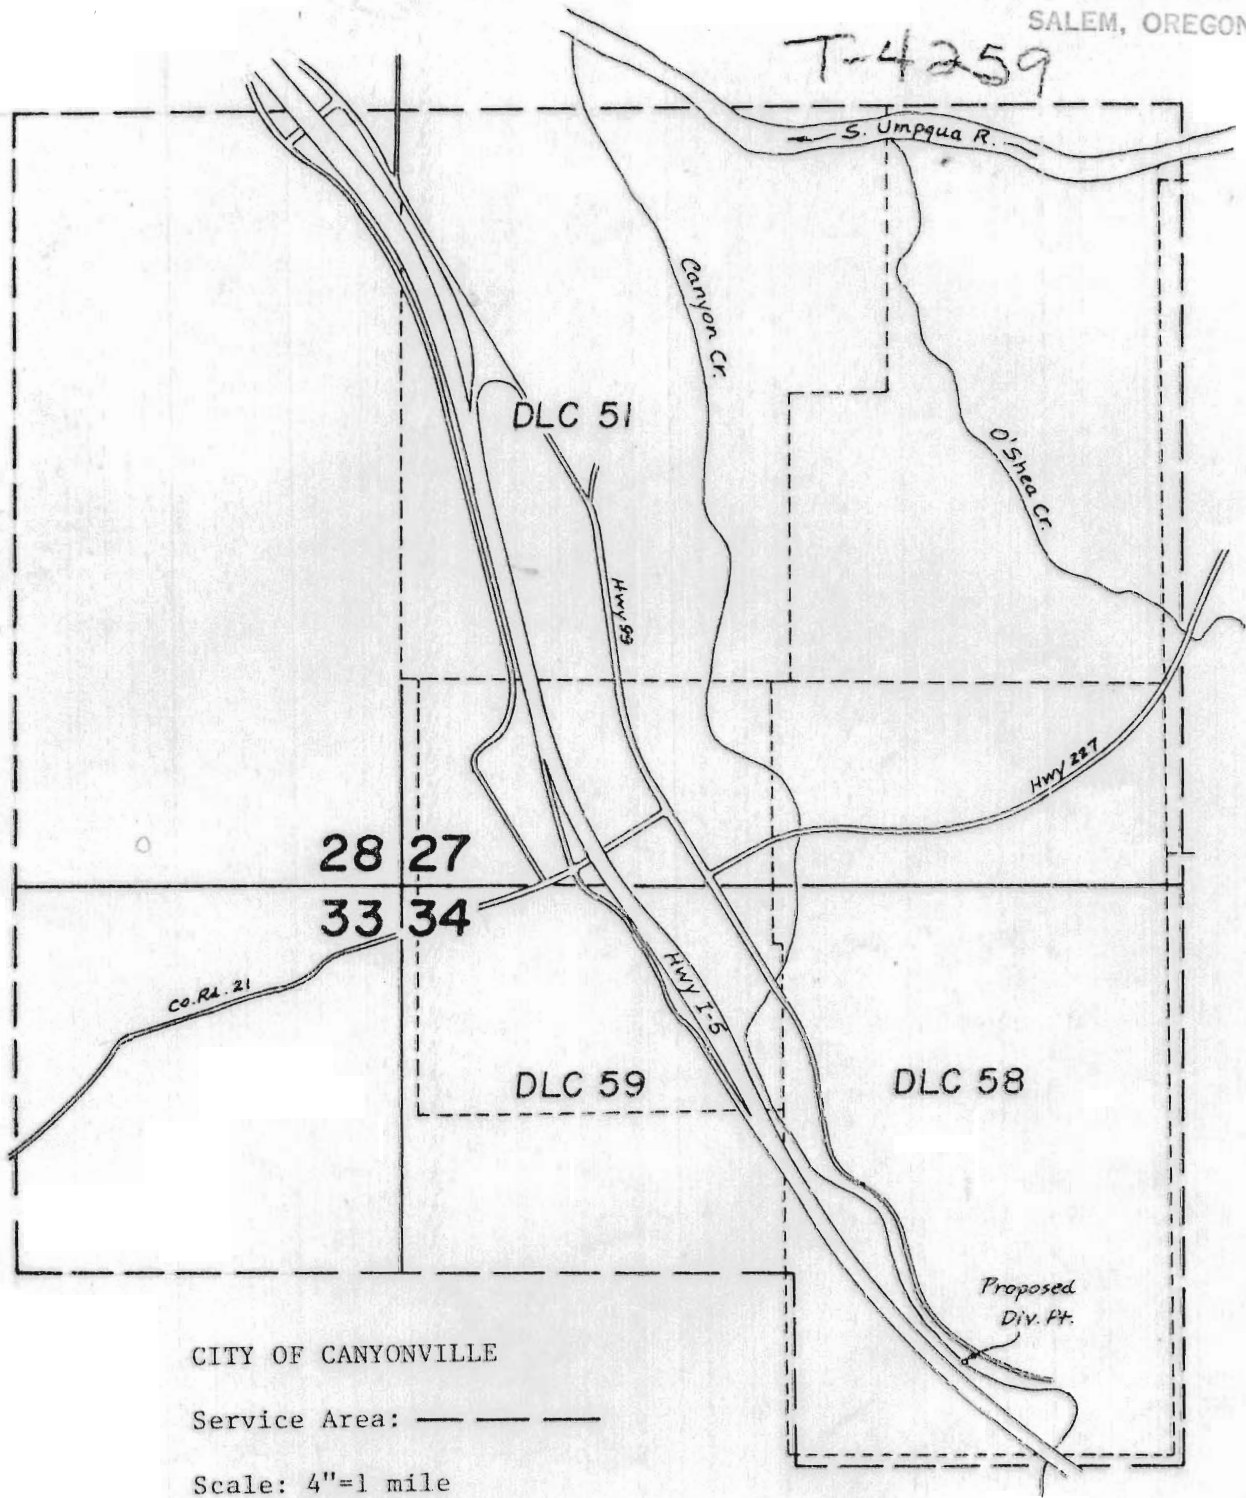 SALEM, OREGON
T-4259
S. Umpqua R.
Canyon Cr.
DLC 51
O'Shea Cr.
Hwy 99
Hwy 227
28 27
33 34
Co. Rd. 21
Hwy I-5
DLC 59
DLC 58
Proposed
Div. Pt.
CITY OF CANYONVILLE
Service Area:
Scale: 4"=1 mile